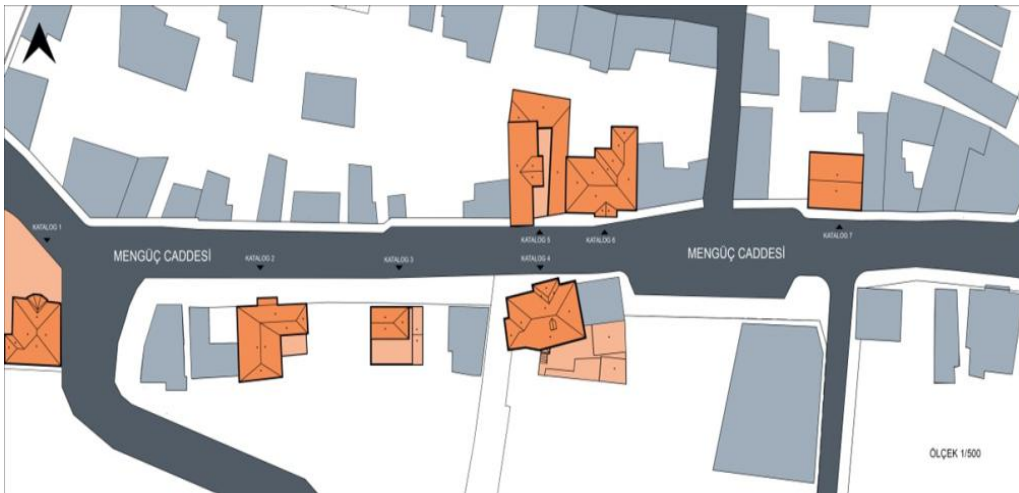 KATALOG 1
MENGÜÇ CADDESİ
KATALOG 2
KATALOG 3
KATALOG 5
KATALOG 4
KATALOG 6
MENGÜÇ CADDESİ
KATALOG 7
ÖLÇEK 1/500